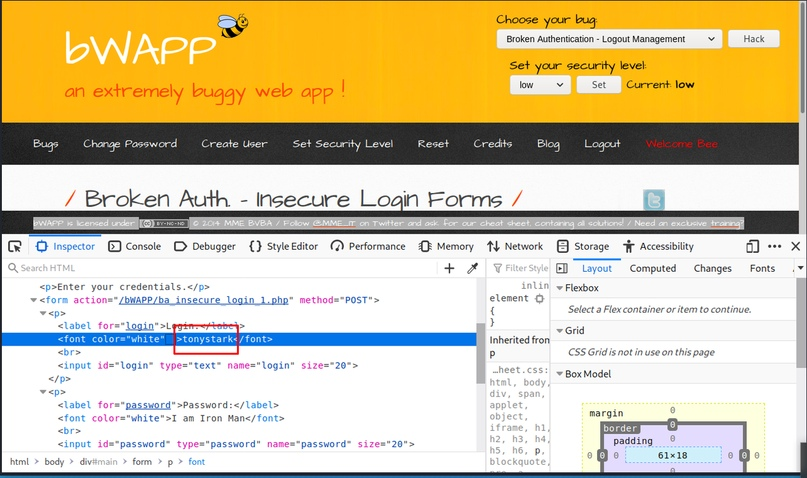 Choose your bug:
bWAPP
Broken Authentication - Logout Management
Hack
an extremely buggy web app !
Set your security level:
low
Set
Current: low
Bugs
Change Password
Create User
Set Security Level
Reset
Credits
Blog
Logout
Welcome Bee
/ Broken Auth. - Insecure Login Forms /
bWAPP is licensed under (cc) BY-NC-ND © 2014 MME BVBA / Follow @MME_IT on Twitter and ask for our cheat sheet, containing all solutions! / Need an exclusive training?
Inspector
Console
Debugger
Style Editor
Performance
Memory
Network
Storage
Accessibility
Search HTML
<p>Enter your credentials.</p>
<form action="/bWAPP/ba_insecure_login_1.php" method="POST">
<p>
<label for="login">Login:</label>
<font color="white" >tonystark</font>
<br>
<input id="login" type="text" name="login" size="20">
</p>
<p>
<label for="password">Password:</label>
<font color="white">I am Iron Man</font>
<br>
<input id="password" type="password" name="password" size="20">
html > body > div#main > form > p > font
Filter Style
inlin
element
{
}
Inherited from
p
…heet.css:
html, body,
div, span,
applet,
object,
iframe, h1,
h2, h3, h4,
h5, h6, p,
blockquote,
Layout
Computed
Changes
Fonts
Flexbox
Select a Flex container or item to continue.
Grid
CSS Grid is not in use on this page
Box Model
margin
0
border
0
padding
0
0 0 0 61×18 0 0 0
0